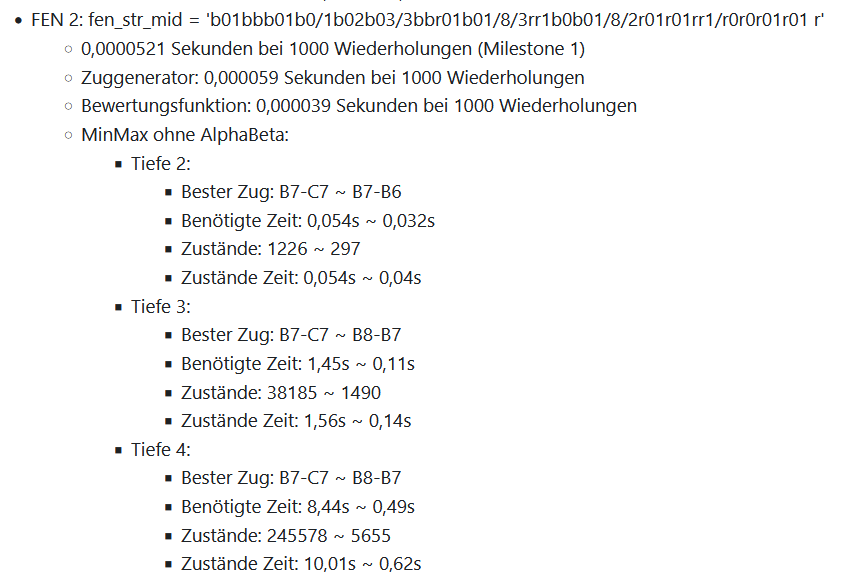 FEN 2: fen_str_mid = 'b01bbb01b0/1b02b03/3bbr01b01/8/3rr1b0b01/8/2r01r01rr1/r0r0r01r01 r'
0,0000521 Sekunden bei 1000 Wiederholungen (Milestone 1)
Zuggenerator: 0,000059 Sekunden bei 1000 Wiederholungen
Bewertungsfunktion: 0,000039 Sekunden bei 1000 Wiederholungen
MinMax ohne AlphaBeta:
Tiefe 2:
Bester Zug: B7-C7 ~ B7-B6
Benötigte Zeit: 0,054s ~ 0,032s
Zustände: 1226 ~ 297
Zustände Zeit: 0,054s ~ 0,04s
Tiefe 3:
Bester Zug: B7-C7 ~ B8-B7
Benötigte Zeit: 1,45s ~ 0,11s
Zustände: 38185 ~ 1490
Zustände Zeit: 1,56s ~ 0,14s
Tiefe 4:
Bester Zug: B7-C7 ~ B8-B7
Benötigte Zeit: 8,44s ~ 0,49s
Zustände: 245578 ~ 5655
Zustände Zeit: 10,01s ~ 0,62s